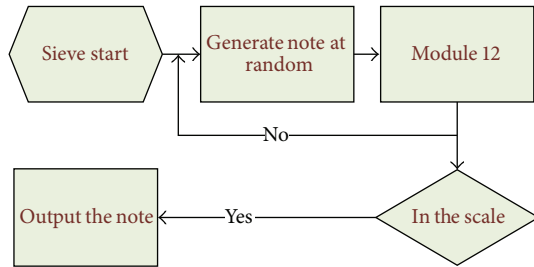 Sieve start
Generate note at
random
Module 12
No
Output the note
Yes
In the scale